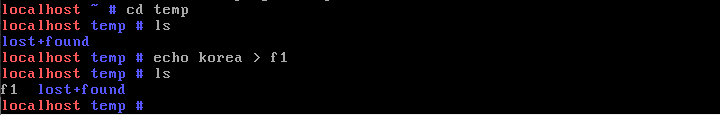 localhost ~ # cd temp
localhost temp # ls
lost+found
localhost temp # echo korea > f1
localhost temp # ls
f1  lost+found
localhost temp #